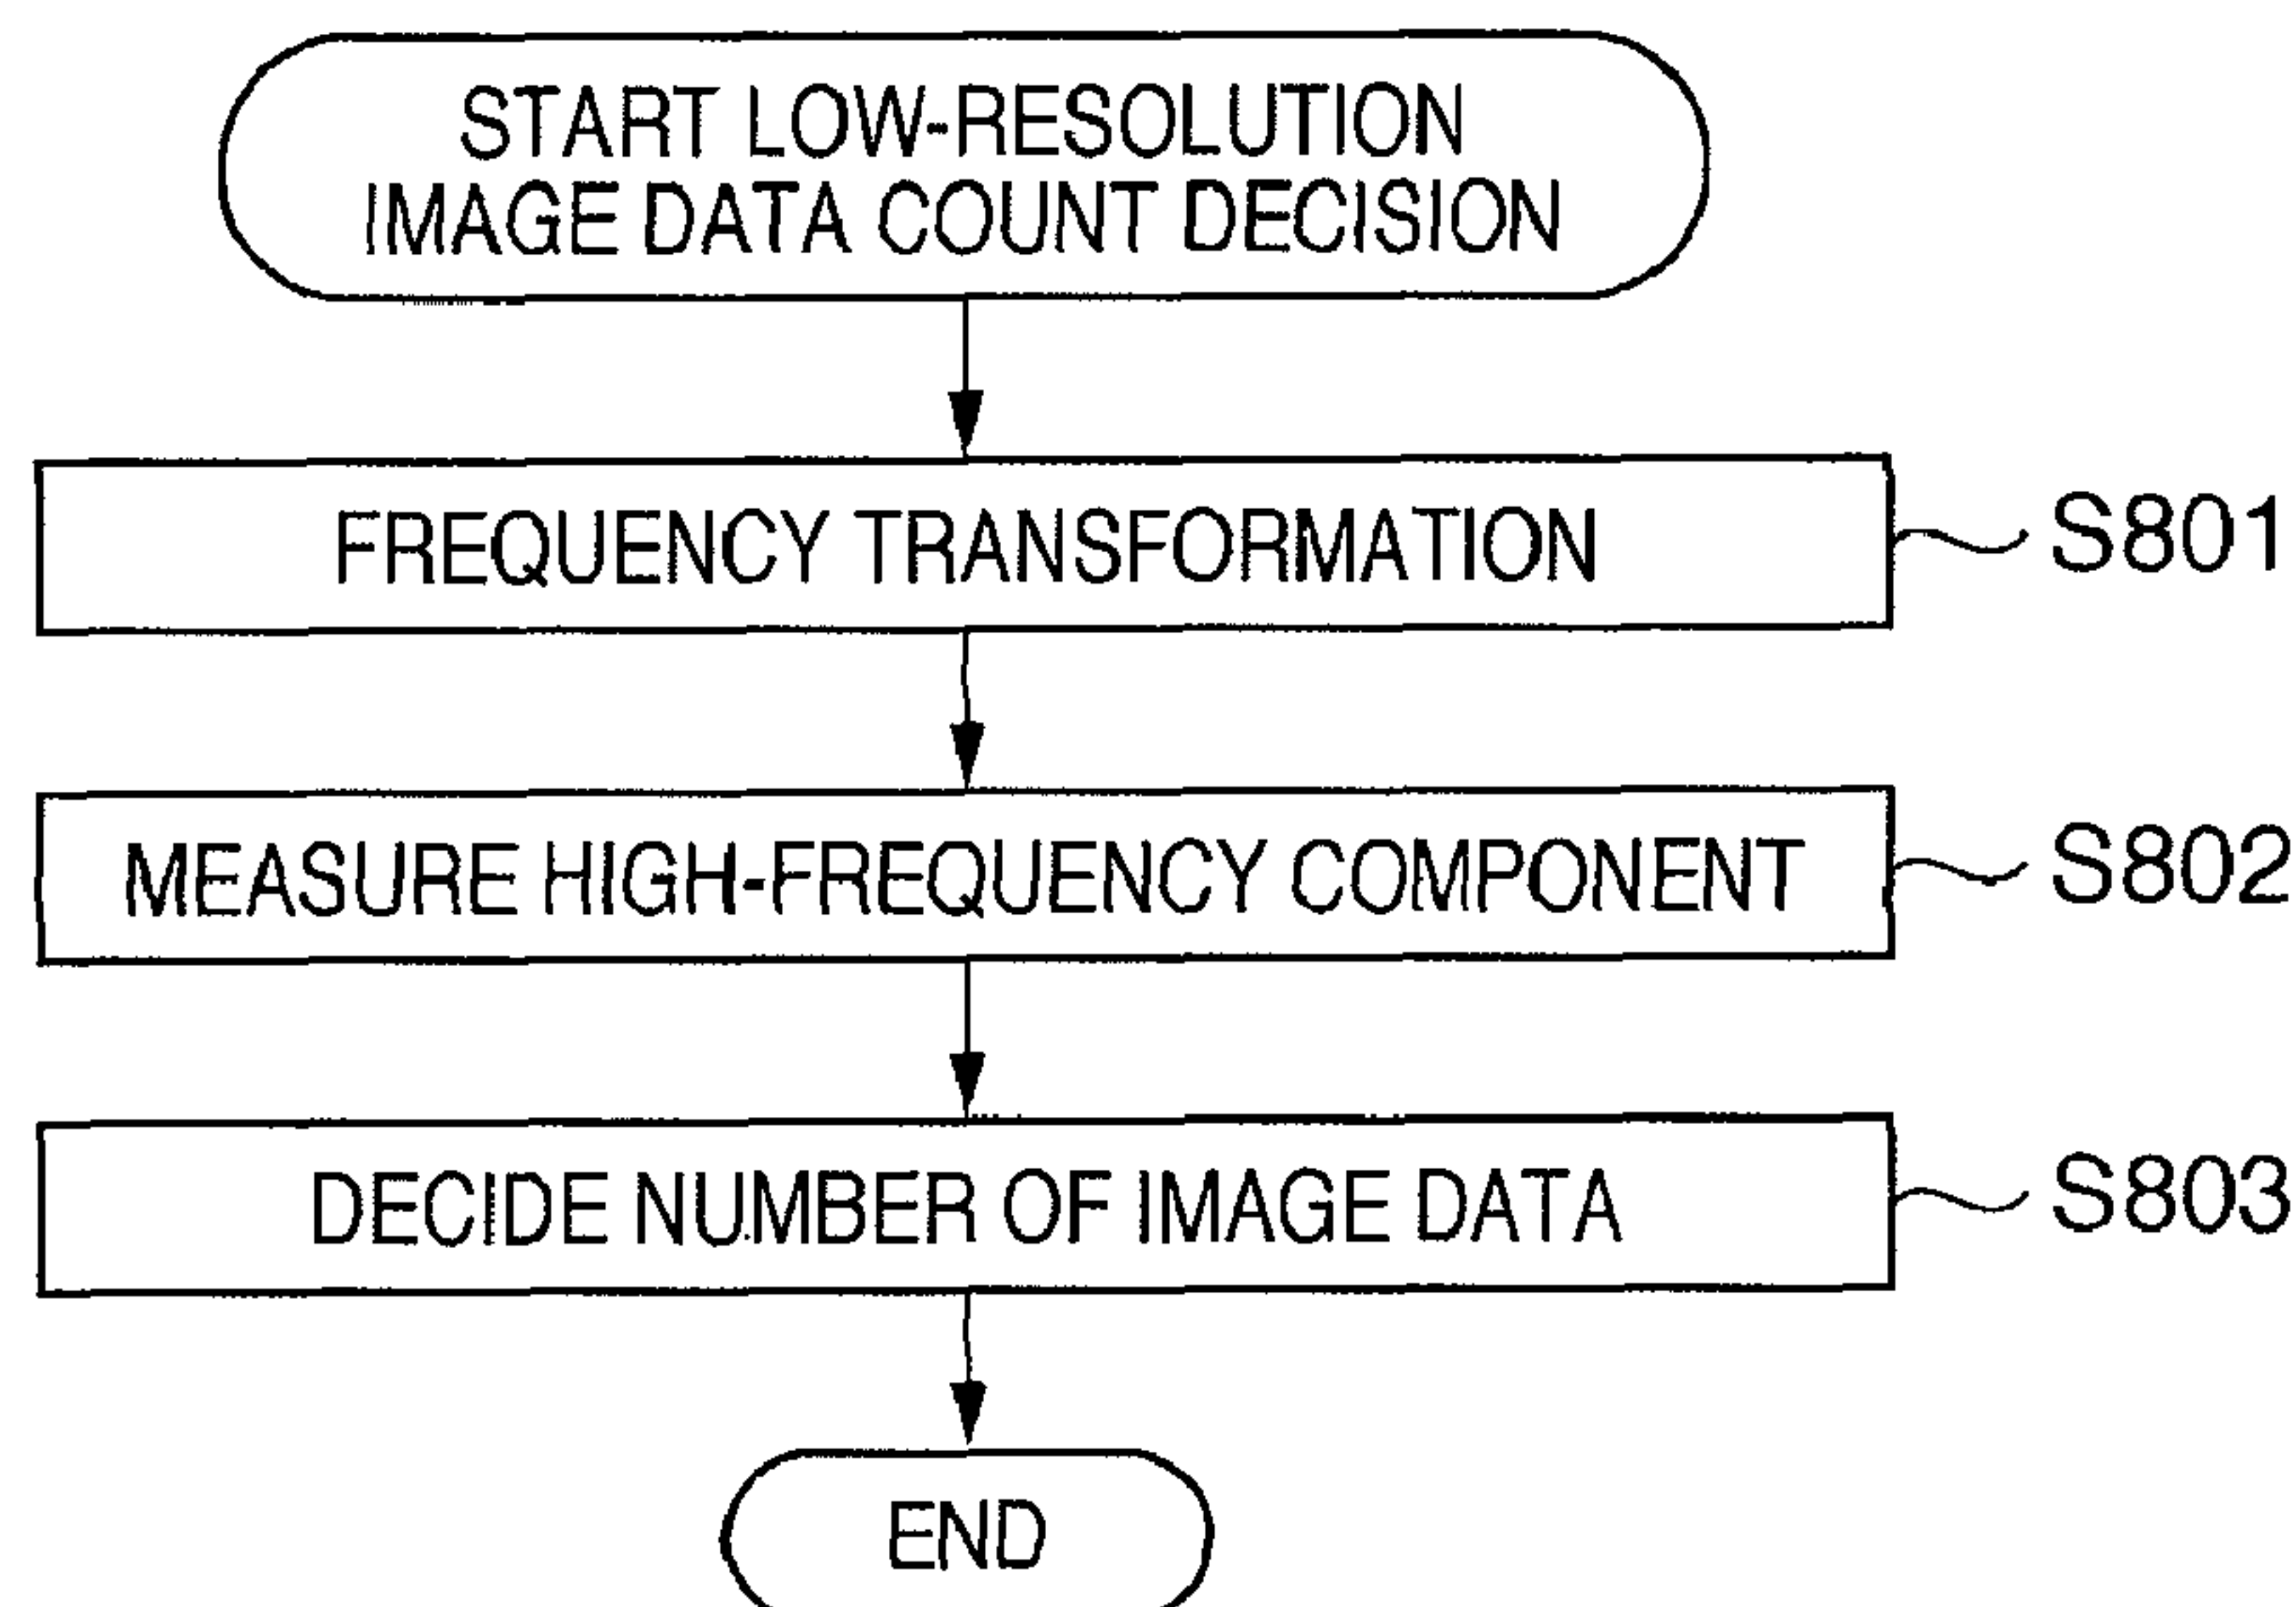 START LOW-RESOLUTION
IMAGE DATA COUNT DECISION
FREQUENCY TRANSFORMATION
S801
MEASURE HIGH-FREQUENCY COMPONENT
S802
DECIDE NUMBER OF IMAGE DATA
S803
END